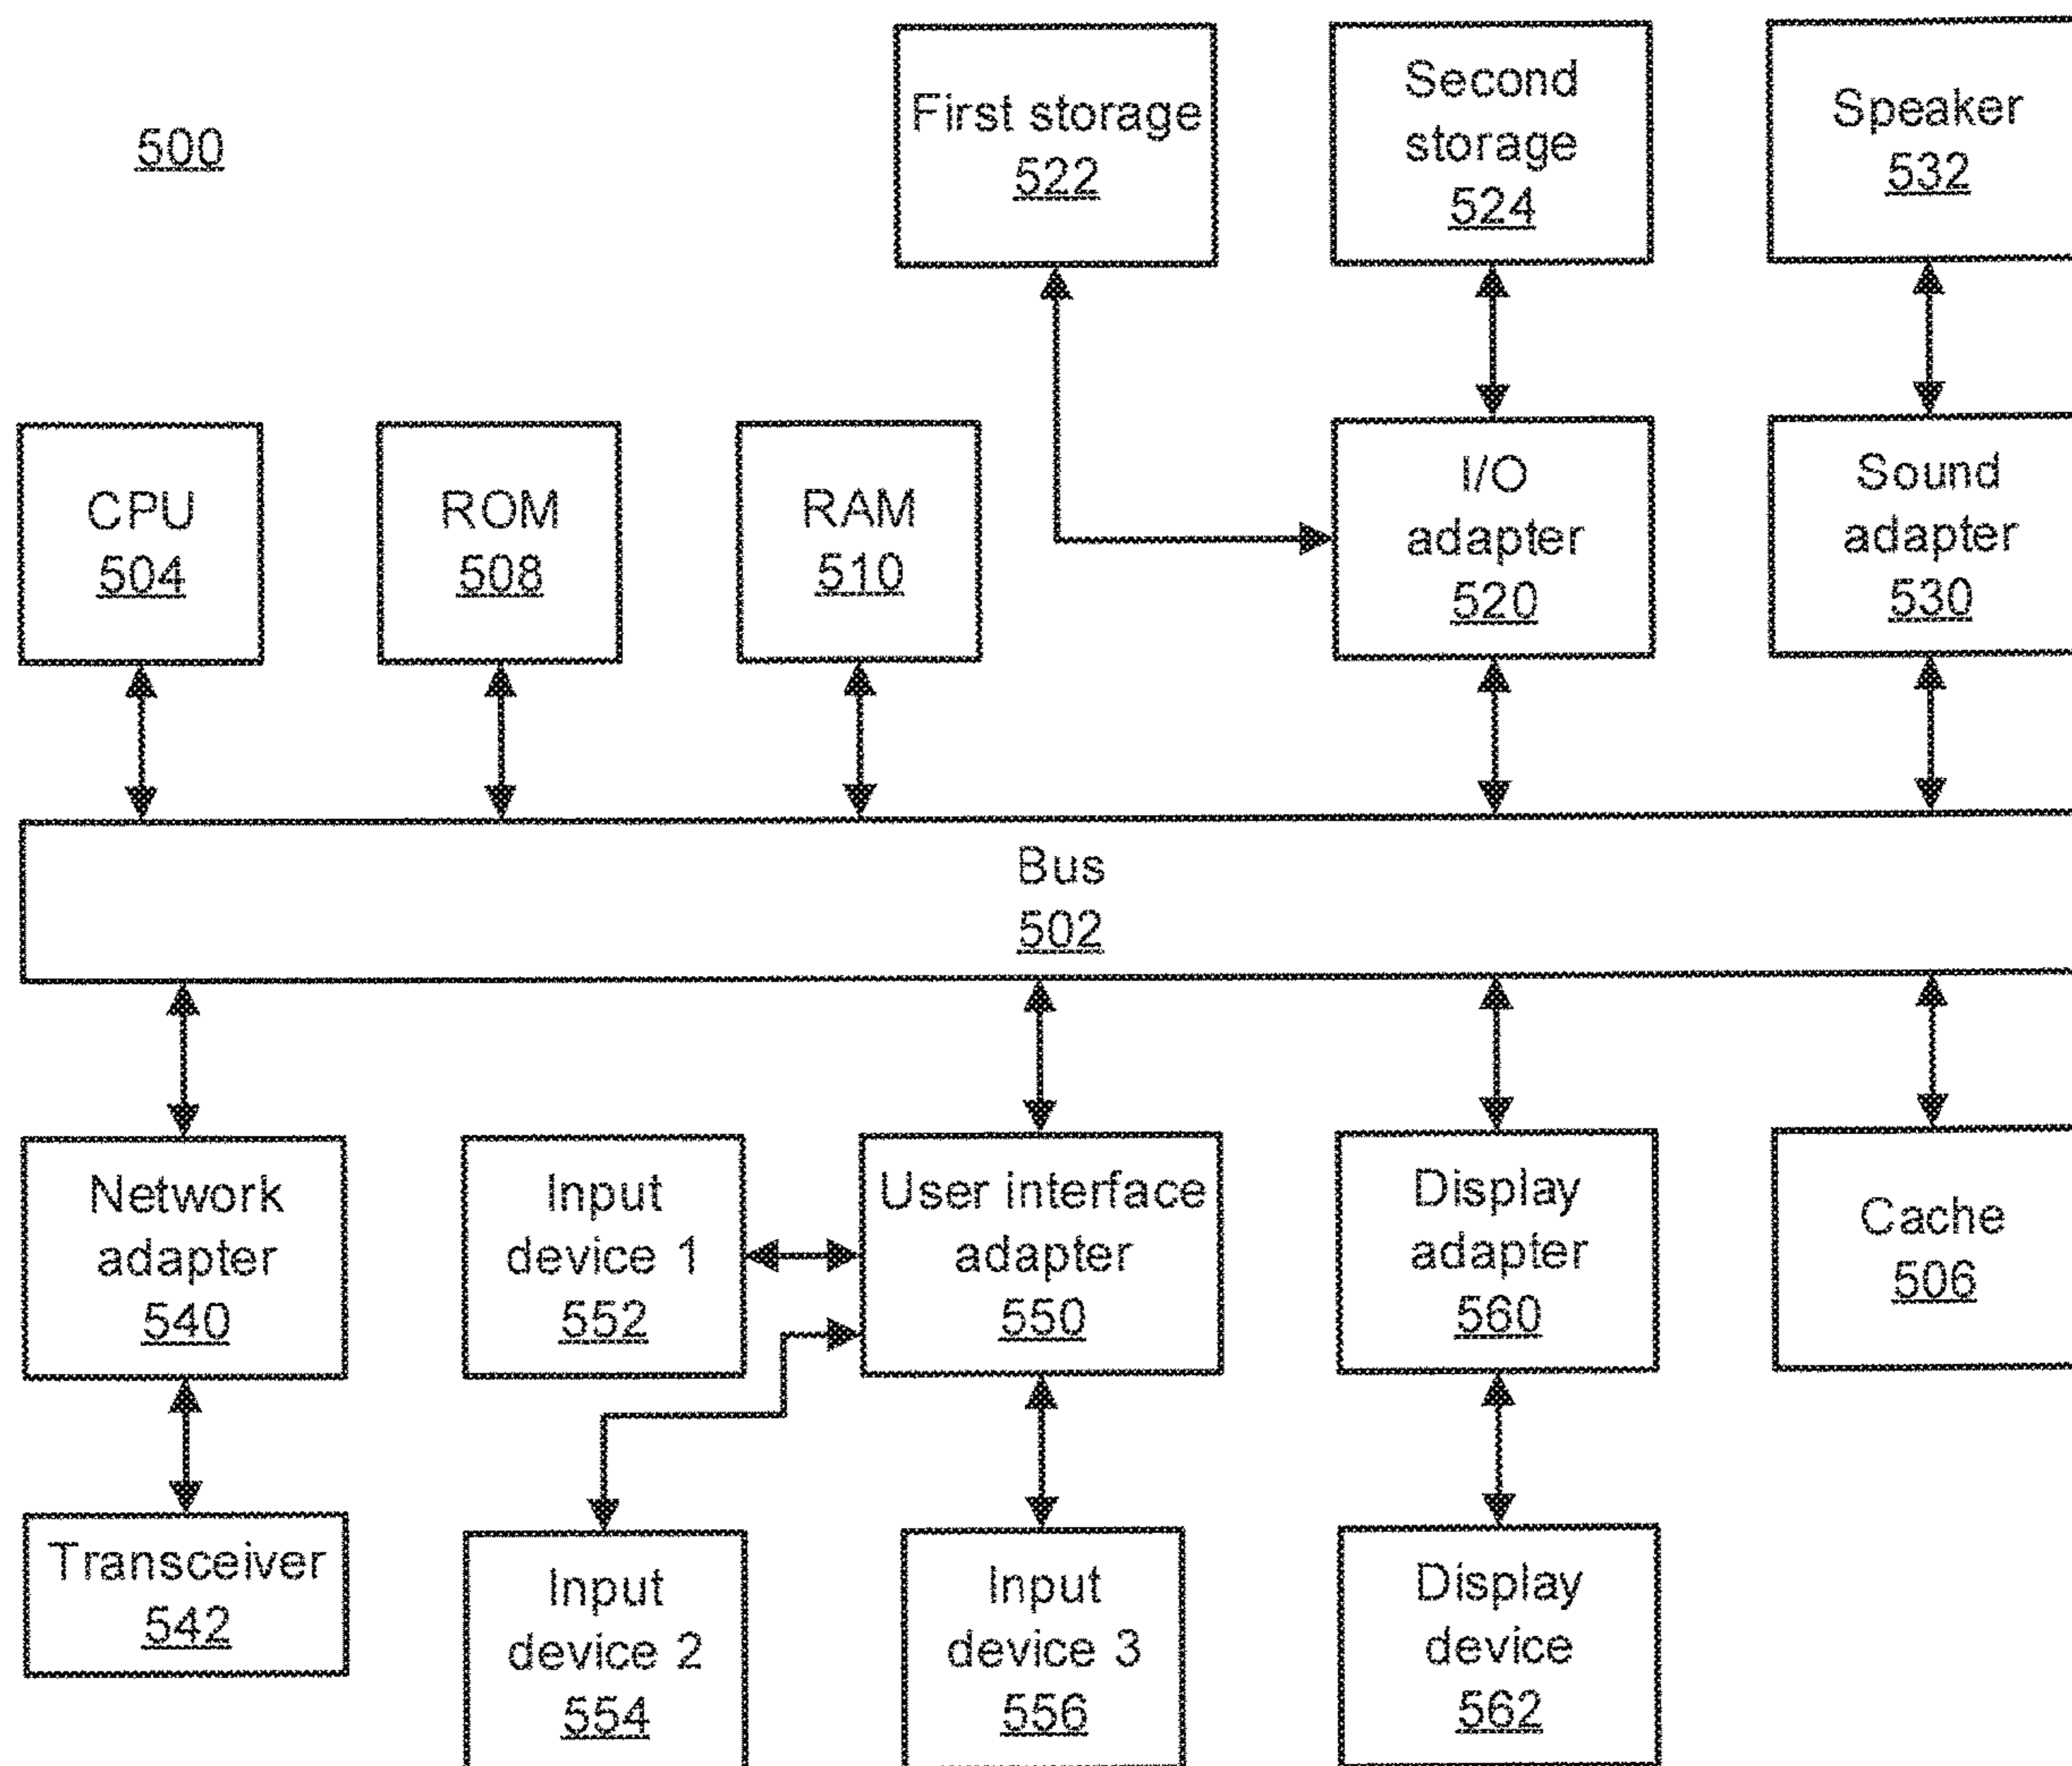 500
First storage
522
Second
storage
524
Speaker
532
CPU
504
ROM
508
RAM
510
I/O
adapter
520
Sound
adapter
530
Bus
502
Network
adapter
540
Input
device 1
552
User interface
adapter
550
Display
adapter
560
Cache
506
Transceiver
542
Input
device 2
554
Input
device 3
556
Display
device
562